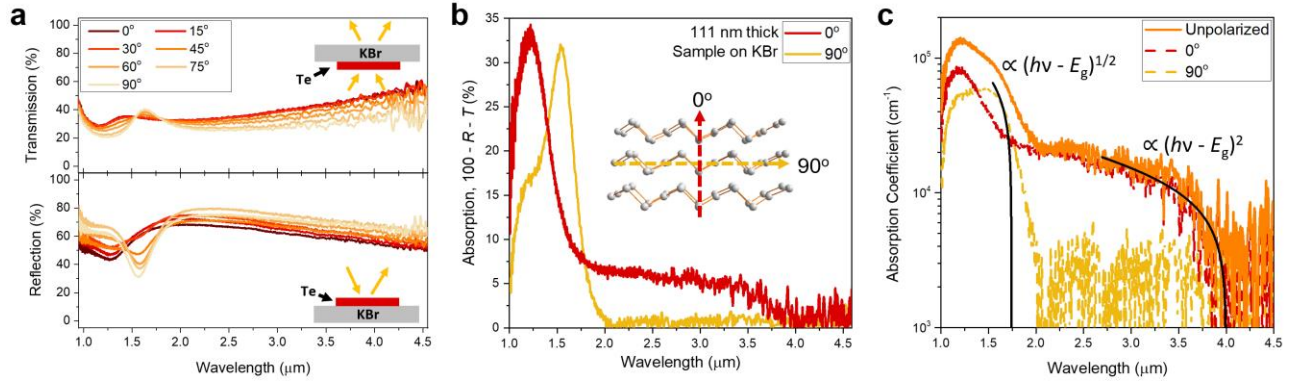 a
0° 15°
30° 45°
60° 75°
90°
KBr
Te
Transmission (%)
100
80
60
40
20
0
Te
KBr
Reflection (%)
100
80
60
40
20
0
1.0 1.5 2.0 2.5 3.0 3.5 4.0 4.5
Wavelength (μm)
b
111 nm thick 0°
Sample on KBr 90°
0°
90°
Absorption, 100 - R - T (%)
35
30
25
20
15
10
5
0
1.0 1.5 2.0 2.5 3.0 3.5 4.0 4.5
Wavelength (μm)
c
Unpolarized
0°
90°
∝ (hν - Eg)1/2
∝ (hν - Eg)2
Absorption Coefficient (cm-1)
105
104
103
1.0 1.5 2.0 2.5 3.0 3.5 4.0 4.5
Wavelength (μm)